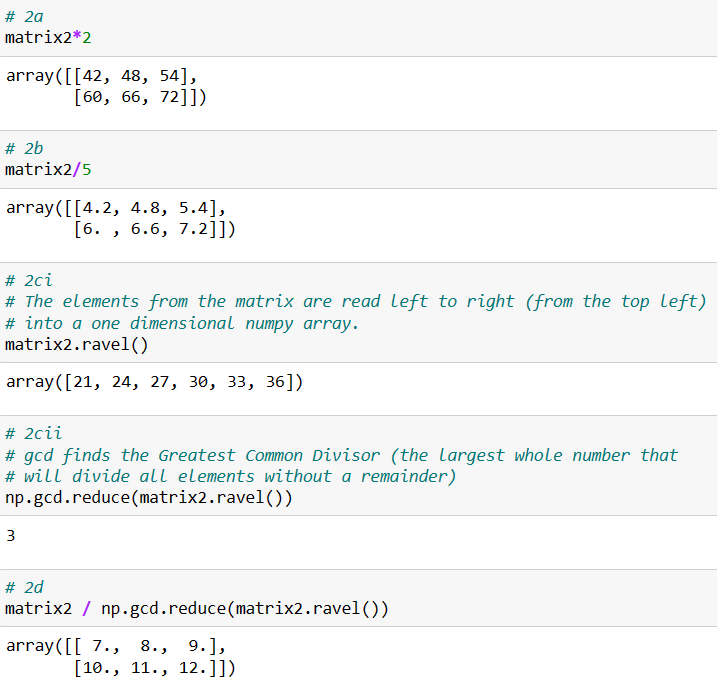 # 2a
matrix2*2
array([[42, 48, 54],
       [60, 66, 72]])
# 2b
matrix2/5
array([[4.2, 4.8, 5.4],
       [6. , 6.6, 7.2]])
# 2ci
# The elements from the matrix are read left to right (from the top left)
# into a one dimensional numpy array.
matrix2.ravel()
array([21, 24, 27, 30, 33, 36])
# 2cii
# gcd finds the Greatest Common Divisor (the largest whole number that
# will divide all elements without a remainder)
np.gcd.reduce(matrix2.ravel())
3
# 2d
matrix2 / np.gcd.reduce(matrix2.ravel())
array([[ 7.,  8.,  9.],
       [10., 11., 12.]])